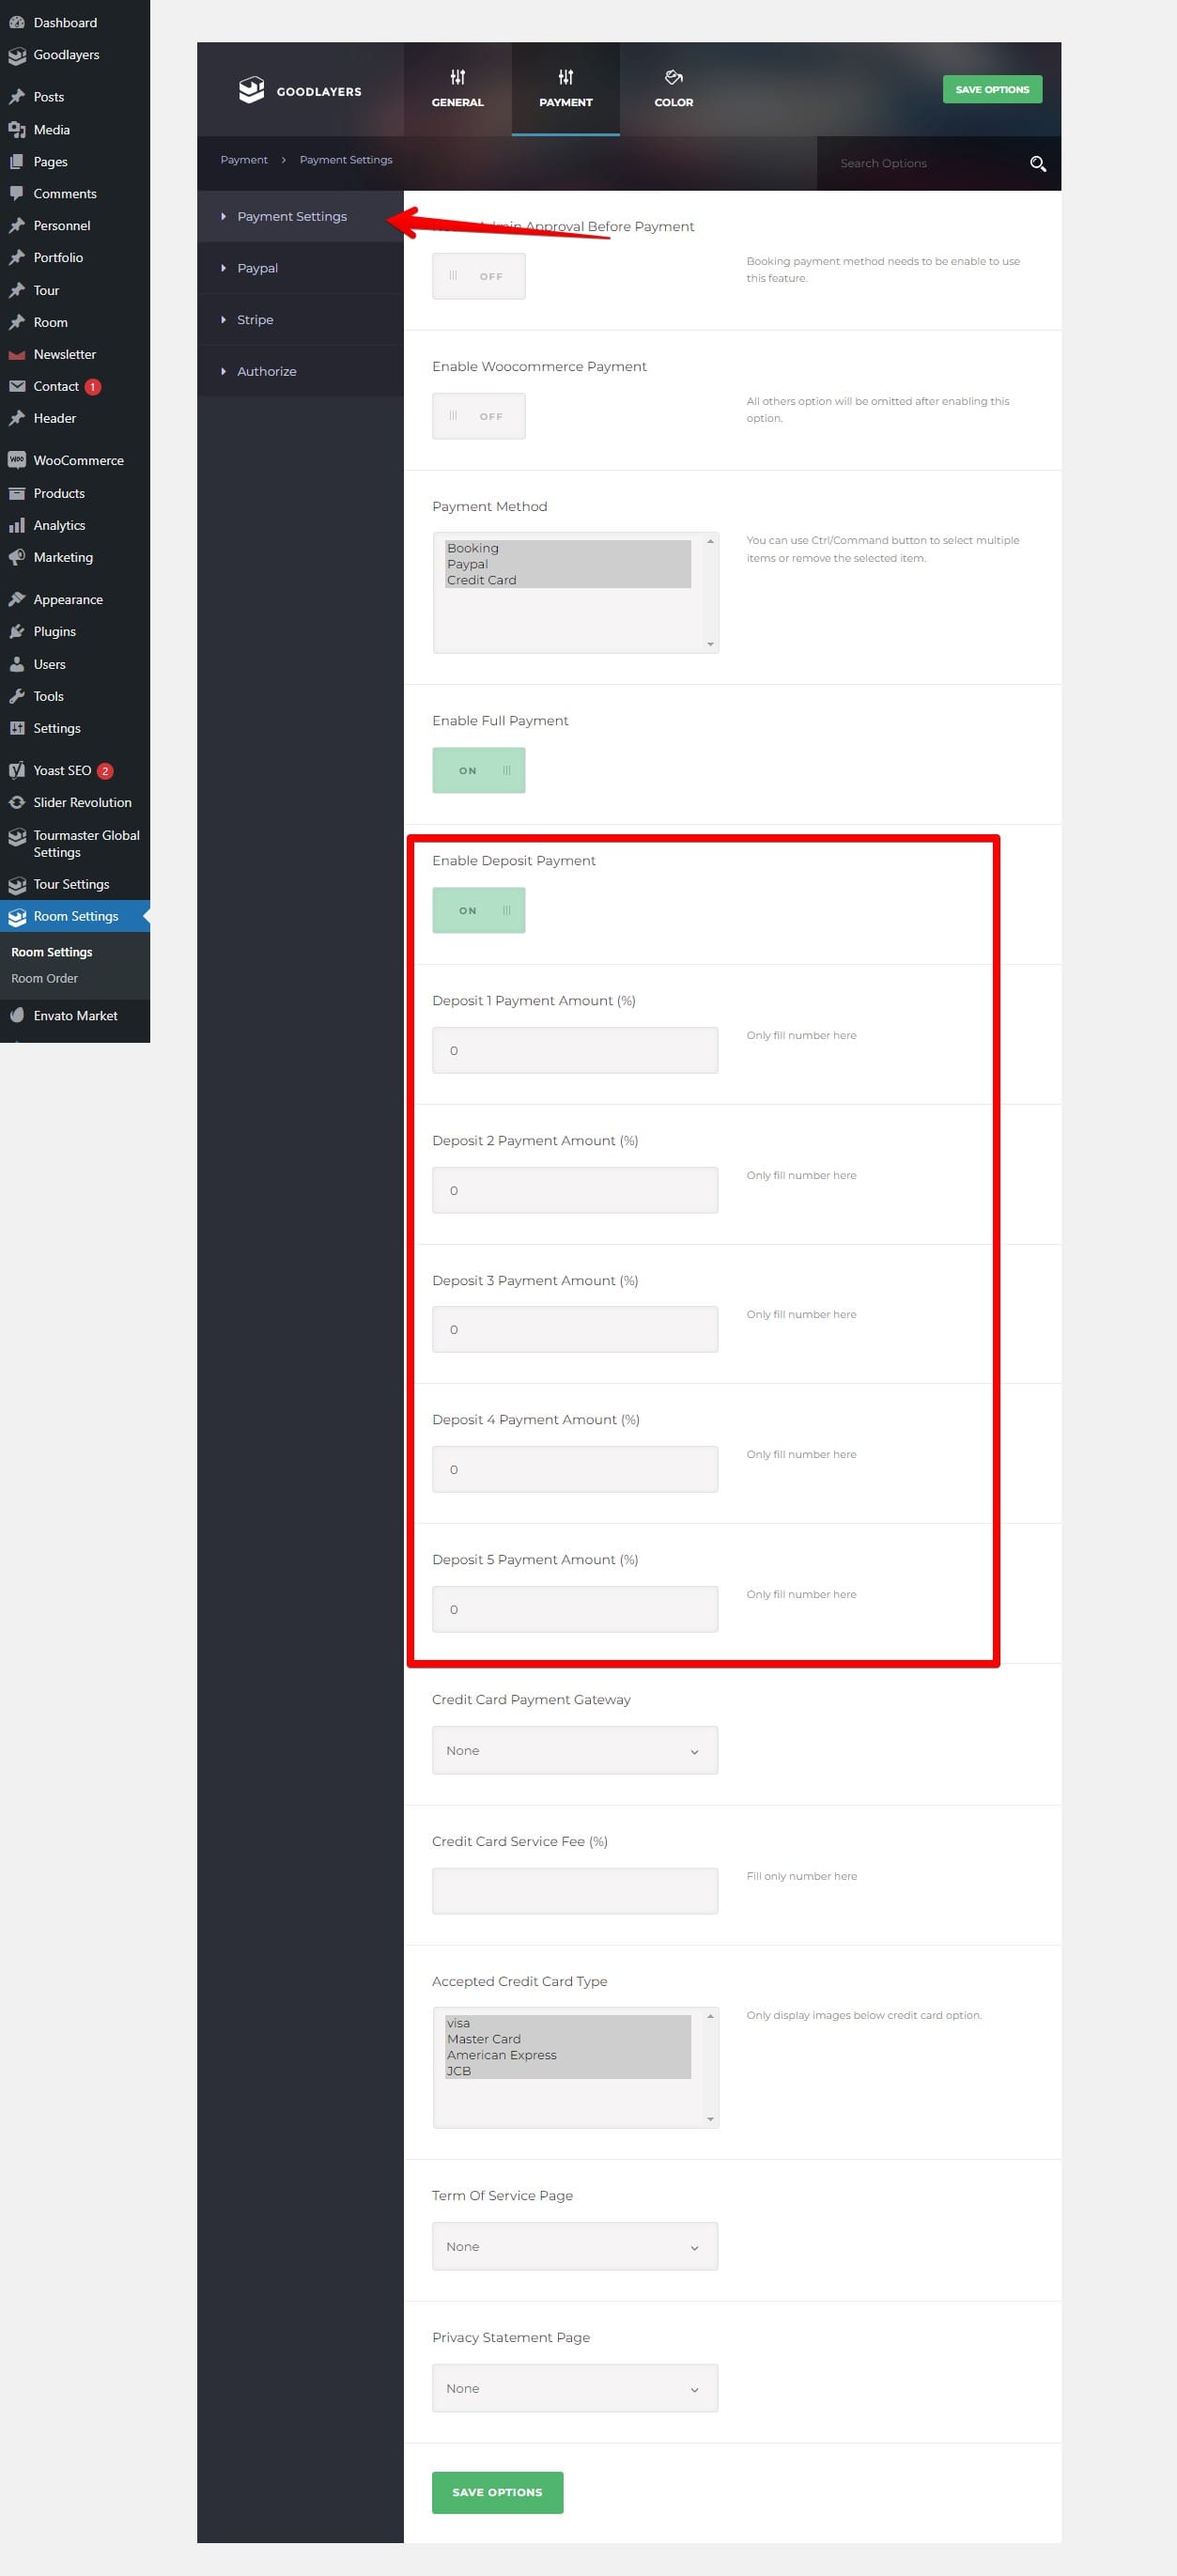 Dashboard
Goodlayers
Posts
Media
Pages
Comments
Personnel
Portfolio
Tour
Room
Newsletter
Contact 1
Header
WooCommerce
Products
Analytics
Marketing
Appearance
Plugins
Users
Tools
Settings
Yoast SEO 2
Slider Revolution
Tourmaster Global
Settings
Tour Settings
Room Settings
Room Settings
Room Order
Envato Market
GOODLAYERS
GENERAL
PAYMENT
COLOR
SAVE OPTIONS
Payment > Payment Settings
Search Options
Payment Settings
Paypal
Stripe
Authorize
Admin Approval Before Payment
OFF
Booking payment method needs to be enable to use
this feature.
Enable Woocommerce Payment
OFF
All others option will be omitted after enabling this
option.
Payment Method
Booking
Paypal
Credit Card
You can use Ctrl/Command button to select multiple
items or remove the selected item.
Enable Full Payment
ON
Enable Deposit Payment
ON
Deposit 1 Payment Amount (%)
0
Only fill number here
Deposit 2 Payment Amount (%)
0
Only fill number here
Deposit 3 Payment Amount (%)
0
Only fill number here
Deposit 4 Payment Amount (%)
0
Only fill number here
Deposit 5 Payment Amount (%)
0
Only fill number here
Credit Card Payment Gateway
None
Credit Card Service Fee (%)
Fill only number here
Accepted Credit Card Type
visa
Master Card
American Express
JCB
Only display images below credit card option.
Term Of Service Page
None
Privacy Statement Page
None
SAVE OPTIONS